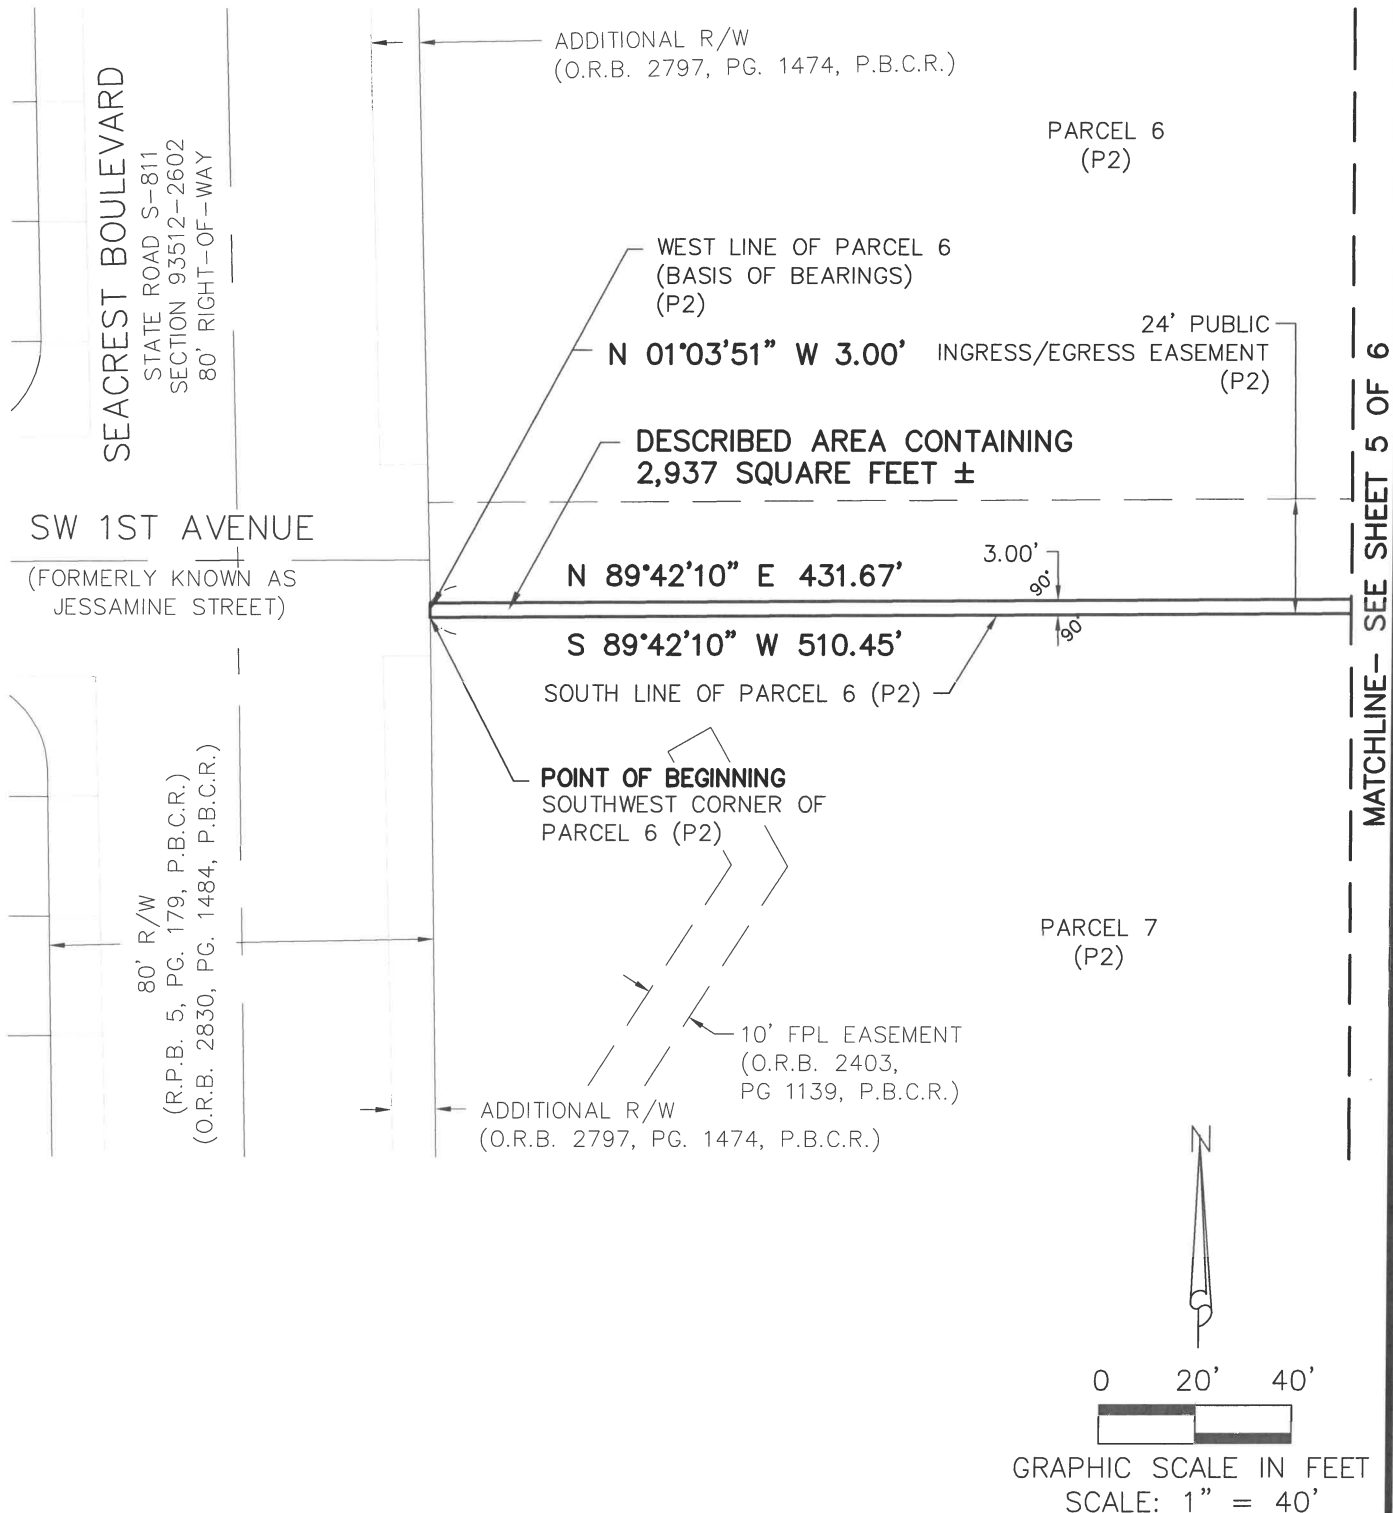 ADDITIONAL R/W
(O.R.B. 2797, PG. 1474, P.B.C.R.)
PARCEL 6
(P2)
SEACREST BOULEVARD
STATE ROAD S-811
SECTION 93512-2602
80' RIGHT-OF-WAY
WEST LINE OF PARCEL 6
(BASIS OF BEARINGS)
(P2)
N 01°03'51" W 3.00'
24' PUBLIC
INGRESS/EGRESS EASEMENT
(P2)
DESCRIBED AREA CONTAINING
2,937 SQUARE FEET ±
MATCHLINE- SEE SHEET 5 OF 6
SW 1ST AVENUE
(FORMERLY KNOWN AS
JESSAMINE STREET)
N 89°42'10" E 431.67'
3.00'
90°
90°
S 89°42'10" W 510.45'
SOUTH LINE OF PARCEL 6 (P2)
POINT OF BEGINNING
SOUTHWEST CORNER OF
PARCEL 6 (P2)
80' R/W
(R.P.B. 5, PG. 179, P.B.C.R.)
(O.R.B. 2830, PG. 1484, P.B.C.R.)
PARCEL 7
(P2)
10' FPL EASEMENT
(O.R.B. 2403,
PG 1139, P.B.C.R.)
ADDITIONAL R/W
(O.R.B. 2797, PG. 1474, P.B.C.R.)
N
0 20' 40'
GRAPHIC SCALE IN FEET
SCALE: 1" = 40'